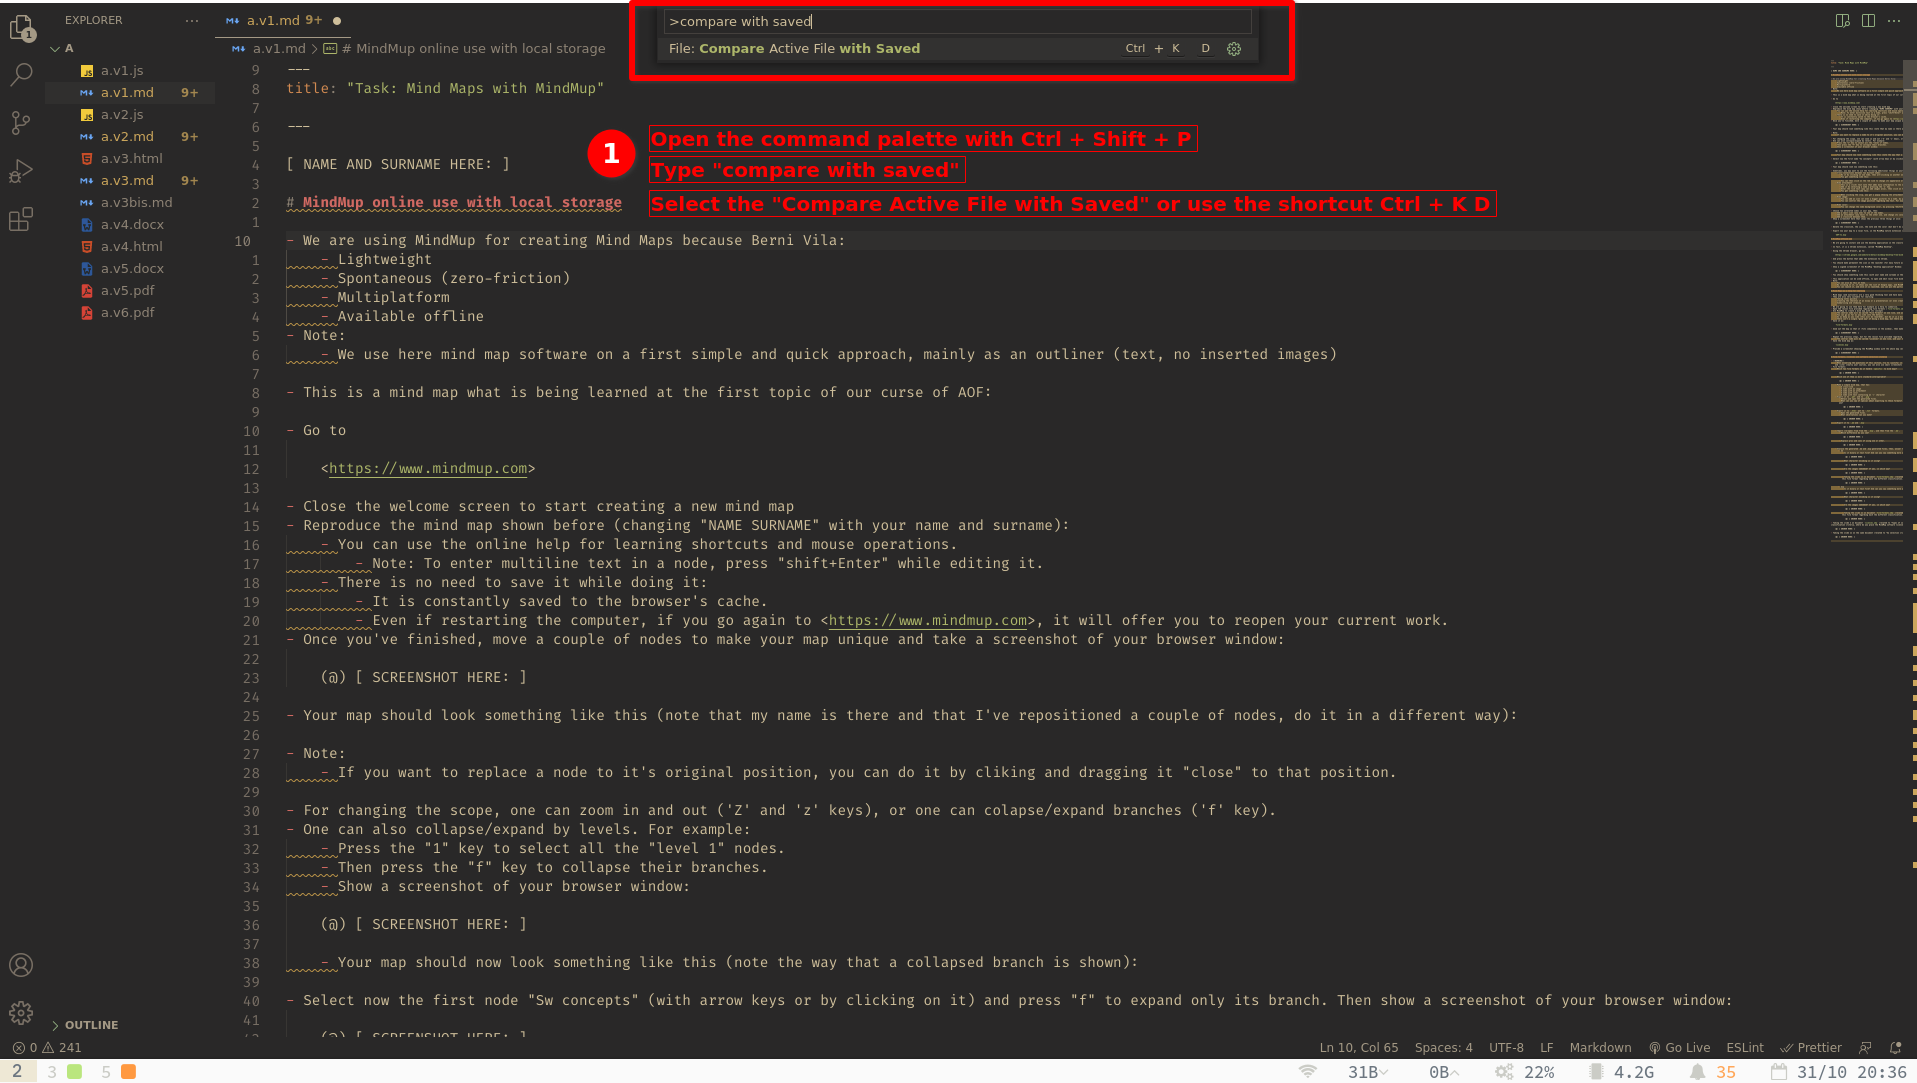 EXPLORER
a.v1.md 9+
>compare with saved
File: Compare Active File with Saved Ctrl + K D
a.v1.md > # MindMup online use with local storage
A
a.v1.js
a.v1.md 9+
a.v2.js
a.v2.md 9+
a.v3.html
a.v3.md 9+
a.v3bis.md
a.v4.docx
a.v4.html
a.v5.docx
a.v5.pdf
a.v6.pdf
OUTLINE
1
Open the command palette with Ctrl + Shift + P
Type "compare with saved"
Select the "Compare Active File with Saved" or use the shortcut Ctrl + K D
9 ---
8 title: "Task: Mind Maps with MindMup"
7
6 ---
5
4 [ NAME AND SURNAME HERE: ]
3
2 # MindMup online use with local storage
1
10 - We are using MindMup for creating Mind Maps because Berni Vila:
1 - Lightweight
2 - Spontaneous (zero-friction)
3 - Multiplatform
4 - Available offline
5 - Note:
6 - We use here mind map software on a first simple and quick approach, mainly as an outliner (text, no inserted images)
7
8 - This is a mind map what is being learned at the first topic of our curse of AOF:
9
10 - Go to
11
12 <https://www.mindmup.com>
13
14 - Close the welcome screen to start creating a new mind map
15 - Reproduce the mind map shown before (changing "NAME SURNAME" with your name and surname):
16 - You can use the online help for learning shortcuts and mouse operations.
17 - Note: To enter multiline text in a node, press "shift+Enter" while editing it.
18 - There is no need to save it while doing it:
19 - It is constantly saved to the browser's cache.
20 - Even if restarting the computer, if you go again to <https://www.mindmup.com>, it will offer you to reopen your current work.
21 - Once you've finished, move a couple of nodes to make your map unique and take a screenshot of your browser window:
22
23 (@) [ SCREENSHOT HERE: ]
24
25 - Your map should look something like this (note that my name is there and that I've repositioned a couple of nodes, do it in a different way):
26
27 - Note:
28 - If you want to replace a node to it's original position, you can do it by cliking and dragging it "close" to that position.
29
30 - For changing the scope, one can zoom in and out ('Z' and 'z' keys), or one can colapse/expand branches ('f' key).
31 - One can also collapse/expand by levels. For example:
32 - Press the "1" key to select all the "level 1" nodes.
33 - Then press the "f" key to collapse their branches.
34 - Show a screenshot of your browser window:
35
36 (@) [ SCREENSHOT HERE: ]
37
38 - Your map should now look something like this (note the way that a collapsed branch is shown):
39
40 - Select now the first node "Sw concepts" (with arrow keys or by clicking on it) and press "f" to expand only its branch. Then show a screenshot of your browser window:
41
42 (@) [ SCREENSHOT HERE: ]
0 241 Ln 10, Col 65 Spaces: 4 UTF-8 LF Markdown Go Live ESLint Prettier
2 3 5 31B 0B 22% 4.2G 35 31/10 20:36